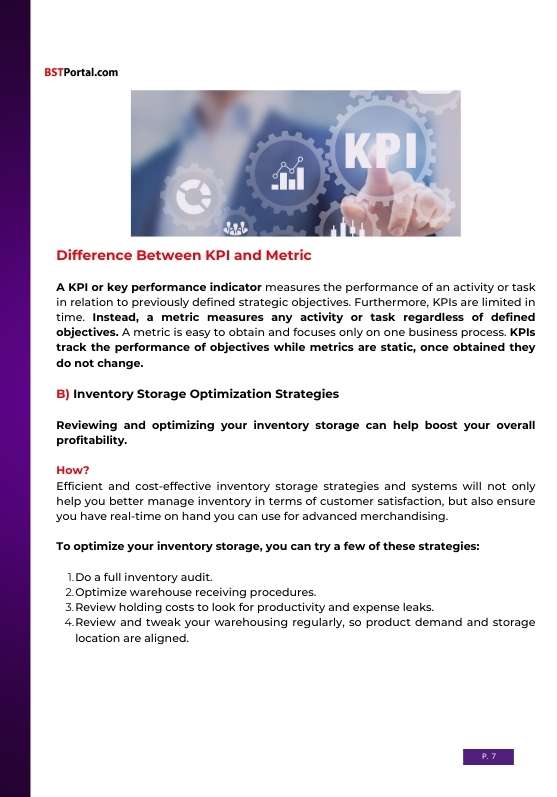 BSTPortal.com
KPI
Difference Between KPI and Metric
A KPI or key performance indicator measures the performance of an activity or task
in relation to previously defined strategic objectives. Furthermore, KPIs are limited in
time. Instead, a metric measures any activity or task regardless of defined
objectives. A metric is easy to obtain and focuses only on one business process. KPIs
track the performance of objectives while metrics are static, once obtained they
do not change.
B) Inventory Storage Optimization Strategies
Reviewing and optimizing your inventory storage can help boost your overall
profitability.
How?
Efficient and cost-effective inventory storage strategies and systems will not only
help you better manage inventory in terms of customer satisfaction, but also ensure
you have real-time on hand you can use for advanced merchandising.
To optimize your inventory storage, you can try a few of these strategies:
1. Do a full inventory audit.
2. Optimize warehouse receiving procedures.
3. Review holding costs to look for productivity and expense leaks.
4. Review and tweak your warehousing regularly, so product demand and storage
location are aligned.
P. 7